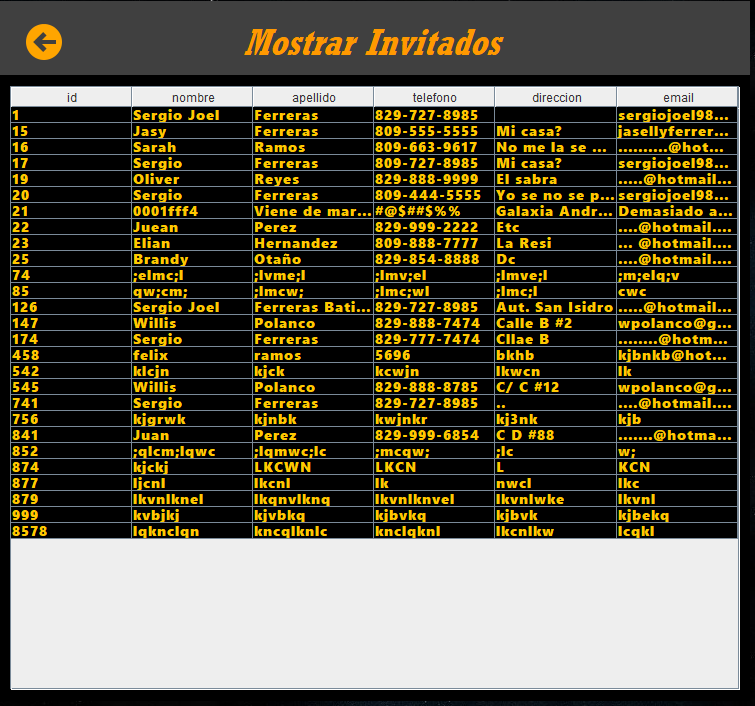 Mostrar Invitados
id nombre apellido telefono direccion email
1 Sergio Joel Ferreras 829-727-8985 sergiojoel98...
15 Jasy Ferreras 809-555-5555 Mi casa? jasellyferrer...
16 Sarah Ramos 809-663-9617 No me la se ... ..........@hot...
17 Sergio Ferreras 809-727-8985 Mi casa? sergiojoel98...
19 Oliver Reyes 829-888-9999 El sabra .....@hotmail...
20 Sergio Ferreras 809-444-5555 Yo se no se p... sergiojoel98...
21 0001fff4 Viene de mar... #@$##$%% Galaxia Andr... Demasiado a...
22 Juean Perez 829-999-2222 Etc ....@hotmail....
23 Elian Hernandez 809-888-7777 La Resi ... @hotmail....
25 Brandy Otaño 829-854-8888 Dc ....@hotmail....
74 ;elmc;l ;lvme;l ;lmv;el ;lmve;l ;m;elq;v
85 qw;cm; ;lmcw; ;lmc;wl ;lmc;l cwc
126 Sergio Joel Ferreras Bati... 829-727-8985 Aut. San Isidro .....@hotmail...
147 Willis Polanco 829-888-7474 Calle B #2 wpolanco@g...
174 Sergio Ferreras 829-777-7474 Cllae B ........@hotm...
458 felix ramos 5696 bkhb kjbnkb@hot...
542 klcjn kjck kcwjn lkwcn lk
545 Willis Polanco 829-888-8785 C/ C #12 wpolanco@g...
741 Sergio Ferreras 829-727-8985 .. ....@hotmail....
756 kjgrwk kjnbk kwjnkr kj3nk kjb
841 Juan Perez 829-999-6854 C D #88 .......@hotma...
852 ;qlcm;lqwc ;lqmwc;lc ;mcqw; ;lc w;
874 kjckj LKCWN LKCN L KCN
877 ljcnl lkcnl lk nwcl lkc
879 lkvnlknel lkqnvlknq lkvnlknvel lkvnlwke lkvnl
999 kvbjkj kjvbkq kjbvkq kjbvk kjbekq
8578 lqknclqn kncqlknlc knclqknl lkcnlkw lcqkl